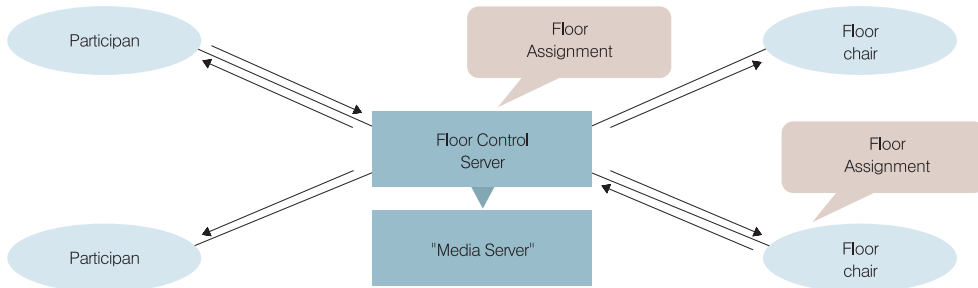 Participan
Floor
Assignment
Floor
chair
Floor Control
Server
Floor
Assignment
Participan
"Media Server"
Floor
chair